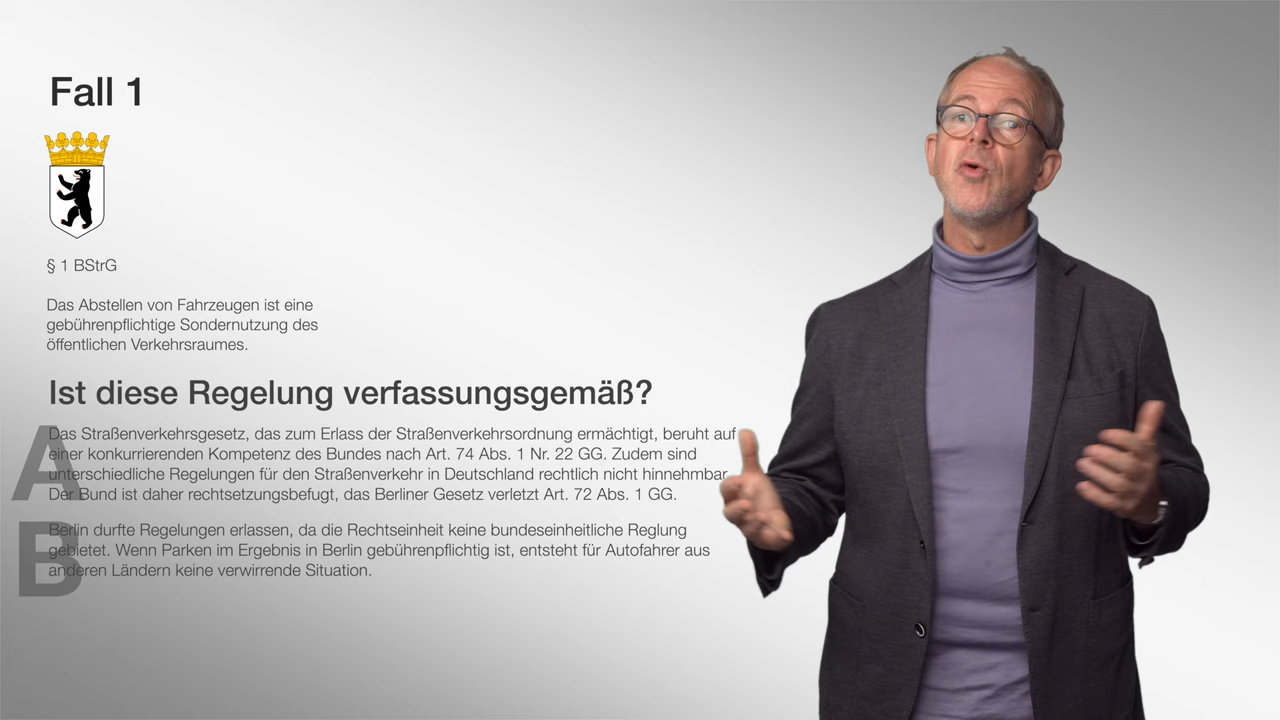 Fall 1
§ 1 BStrG
Das Abstellen von Fahrzeugen ist eine
gebührenpflichtige Sondernutzung des
öffentlichen Verkehrsraumes.
Ist diese Regelung verfassungsgemäß?
A
Das Straßenverkehrsgesetz, das zum Erlass der Straßenverkehrsordnung ermächtigt, beruht auf
einer konkurrierenden Kompetenz des Bundes nach Art. 74 Abs. 1 Nr. 22 GG. Zudem sind
unterschiedliche Regelungen für den Straßenverkehr in Deutschland rechtlich nicht hinnehmbar
Der Bund ist daher rechtsetzungsbefugt, das Berliner Gesetz verletzt Art. 72 Abs. 1 GG.
B
Berlin durfte Regelungen erlassen, da die Rechtseinheit keine bundeseinheitliche Reglung
gebietet. Wenn Parken im Ergebnis in Berlin gebührenpflichtig ist, entsteht für Autofahrer aus
anderen Ländern keine verwirrende Situation.